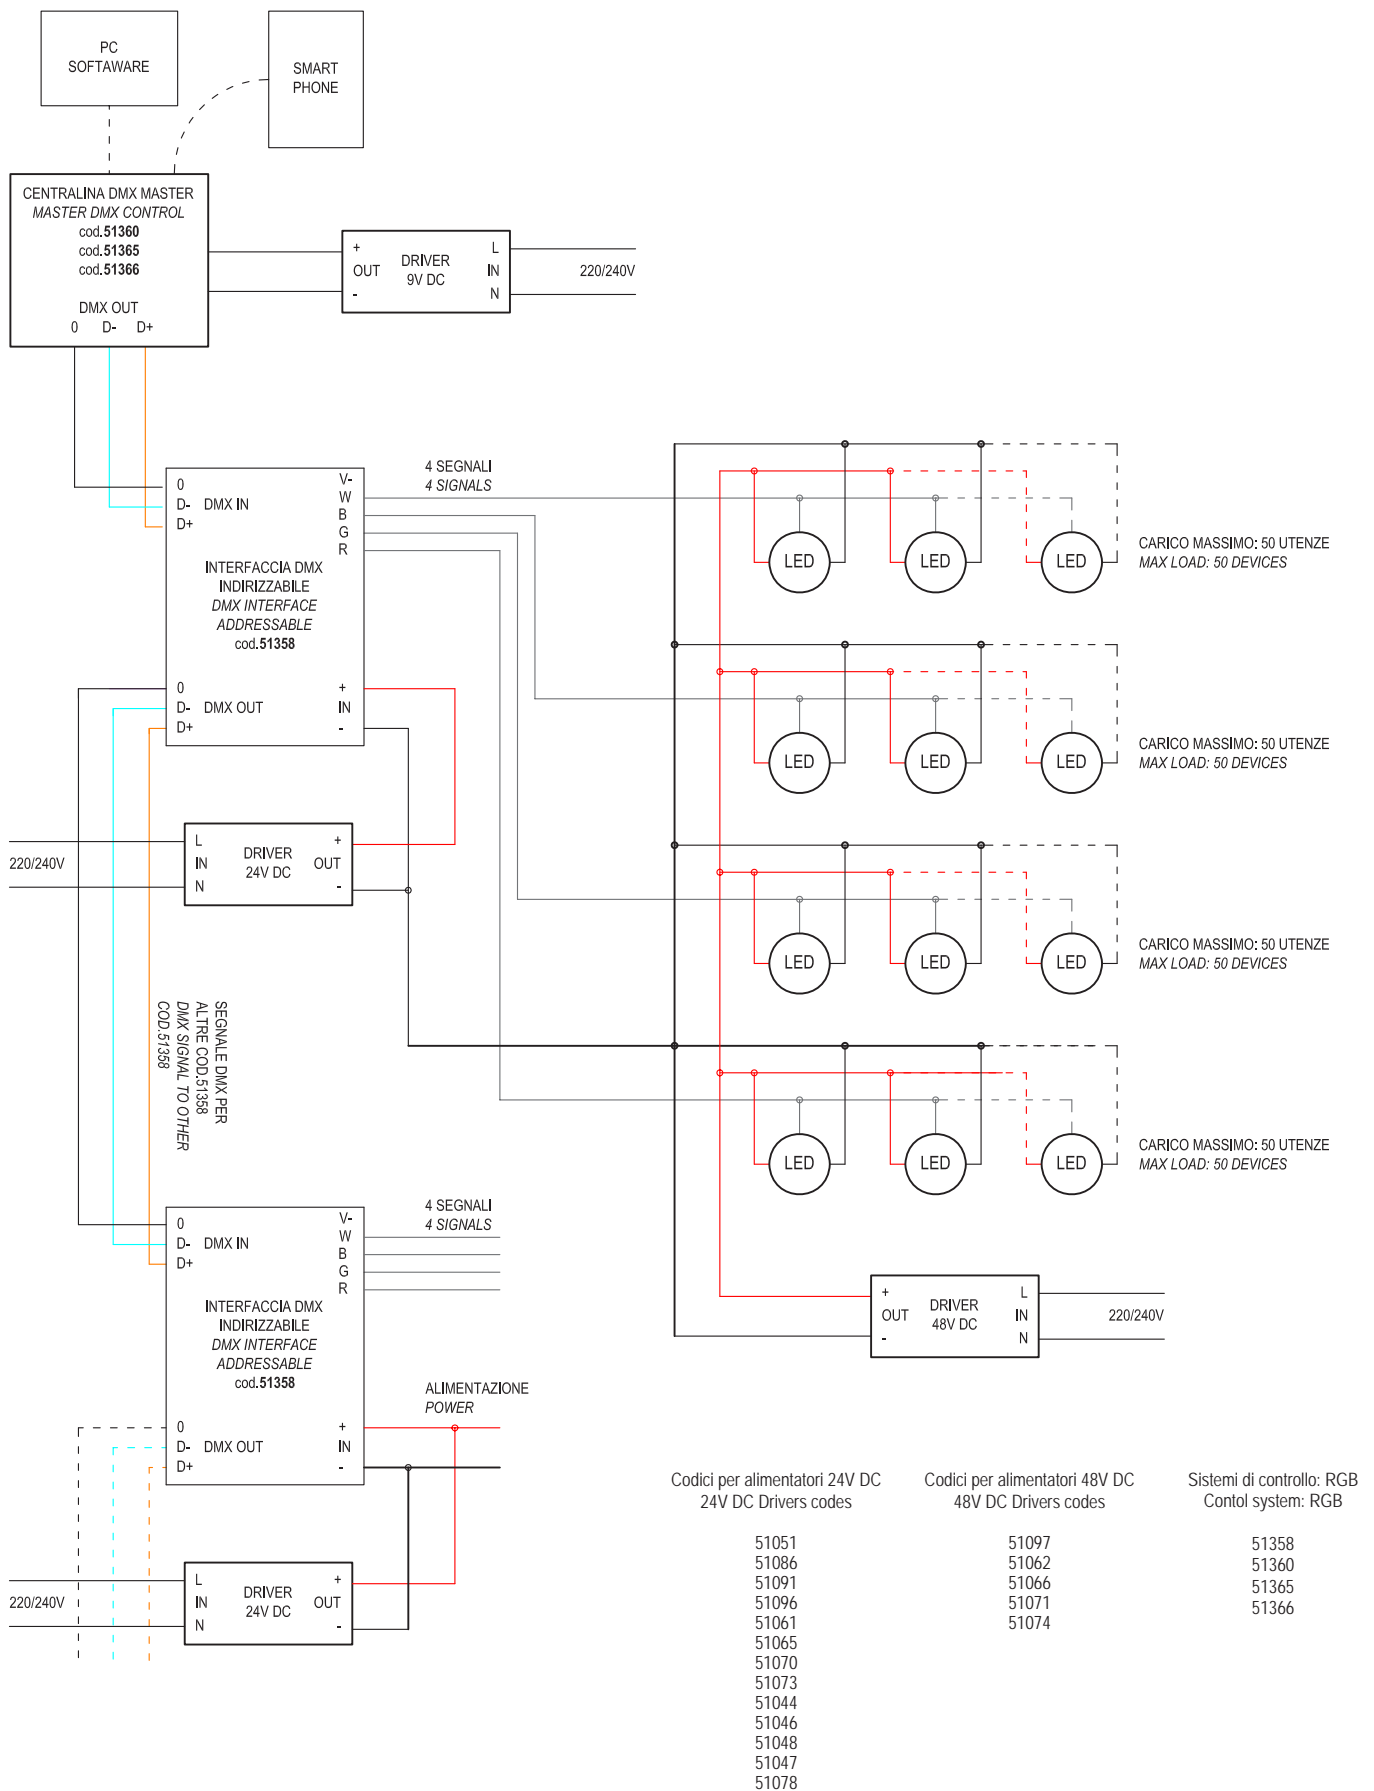 PC
SOFTAWARE
SMART
PHONE
CENTRALINA DMX MASTER
MASTER DMX CONTROL
cod.51360
cod.51365
cod.51366
DMX OUT
0 D- D+
+
OUT
-
DRIVER
9V DC
L
IN
N
220/240V
0
D- DMX IN
D+
V-
W
B
G
R
4 SEGNALI
4 SIGNALS
INTERFACCIA DMX
INDIRIZZABILE
DMX INTERFACE
ADDRESSABLE
cod.51358
0
D- DMX OUT
D+
+
IN
-
LED LED LED
CARICO MASSIMO: 50 UTENZE
MAX LOAD: 50 DEVICES
LED LED LED
CARICO MASSIMO: 50 UTENZE
MAX LOAD: 50 DEVICES
220/240V
L
IN
N
DRIVER
24V DC
+
OUT
-
LED LED LED
CARICO MASSIMO: 50 UTENZE
MAX LOAD: 50 DEVICES
SEGNALE DMX PER
ALTRE COD.51358
DMX SIGNAL TO OTHER
COD.51358
LED LED LED
CARICO MASSIMO: 50 UTENZE
MAX LOAD: 50 DEVICES
0
D- DMX IN
D+
V-
W
B
G
R
4 SEGNALI
4 SIGNALS
INTERFACCIA DMX
INDIRIZZABILE
DMX INTERFACE
ADDRESSABLE
cod.51358
+
OUT
-
DRIVER
48V DC
L
IN
N
220/240V
ALIMENTAZIONE
POWER
0
D- DMX OUT
D+
+
IN
-
220/240V
L
IN
N
DRIVER
24V DC
+
OUT
-
Codici per alimentatori 24V DC
24V DC Drivers codes
51051
51086
51091
51096
51061
51065
51070
51073
51044
51046
51048
51047
51078
Codici per alimentatori 48V DC
48V DC Drivers codes
51097
51062
51066
51071
51074
Sistemi di controllo: RGB
Contol system: RGB
51358
51360
51365
51366